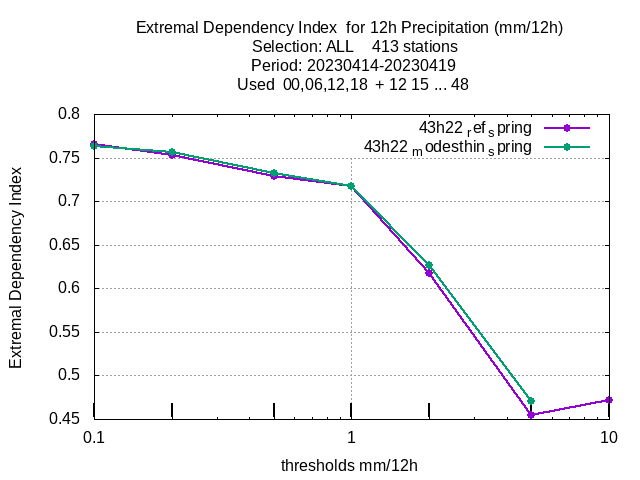 Extremal Dependency Index  for 12h Precipitation (mm/12h)
Selection: ALL    413 stations
Period: 20230414-20230419
Used  00,06,12,18  + 12 15 ... 48
43h22 ref spring
43h22 modesthin spring
0.8
0.75
0.7
0.65
0.6
0.55
0.5
0.45
Extremal Dependency Index
0.1
1
10
thresholds mm/12h